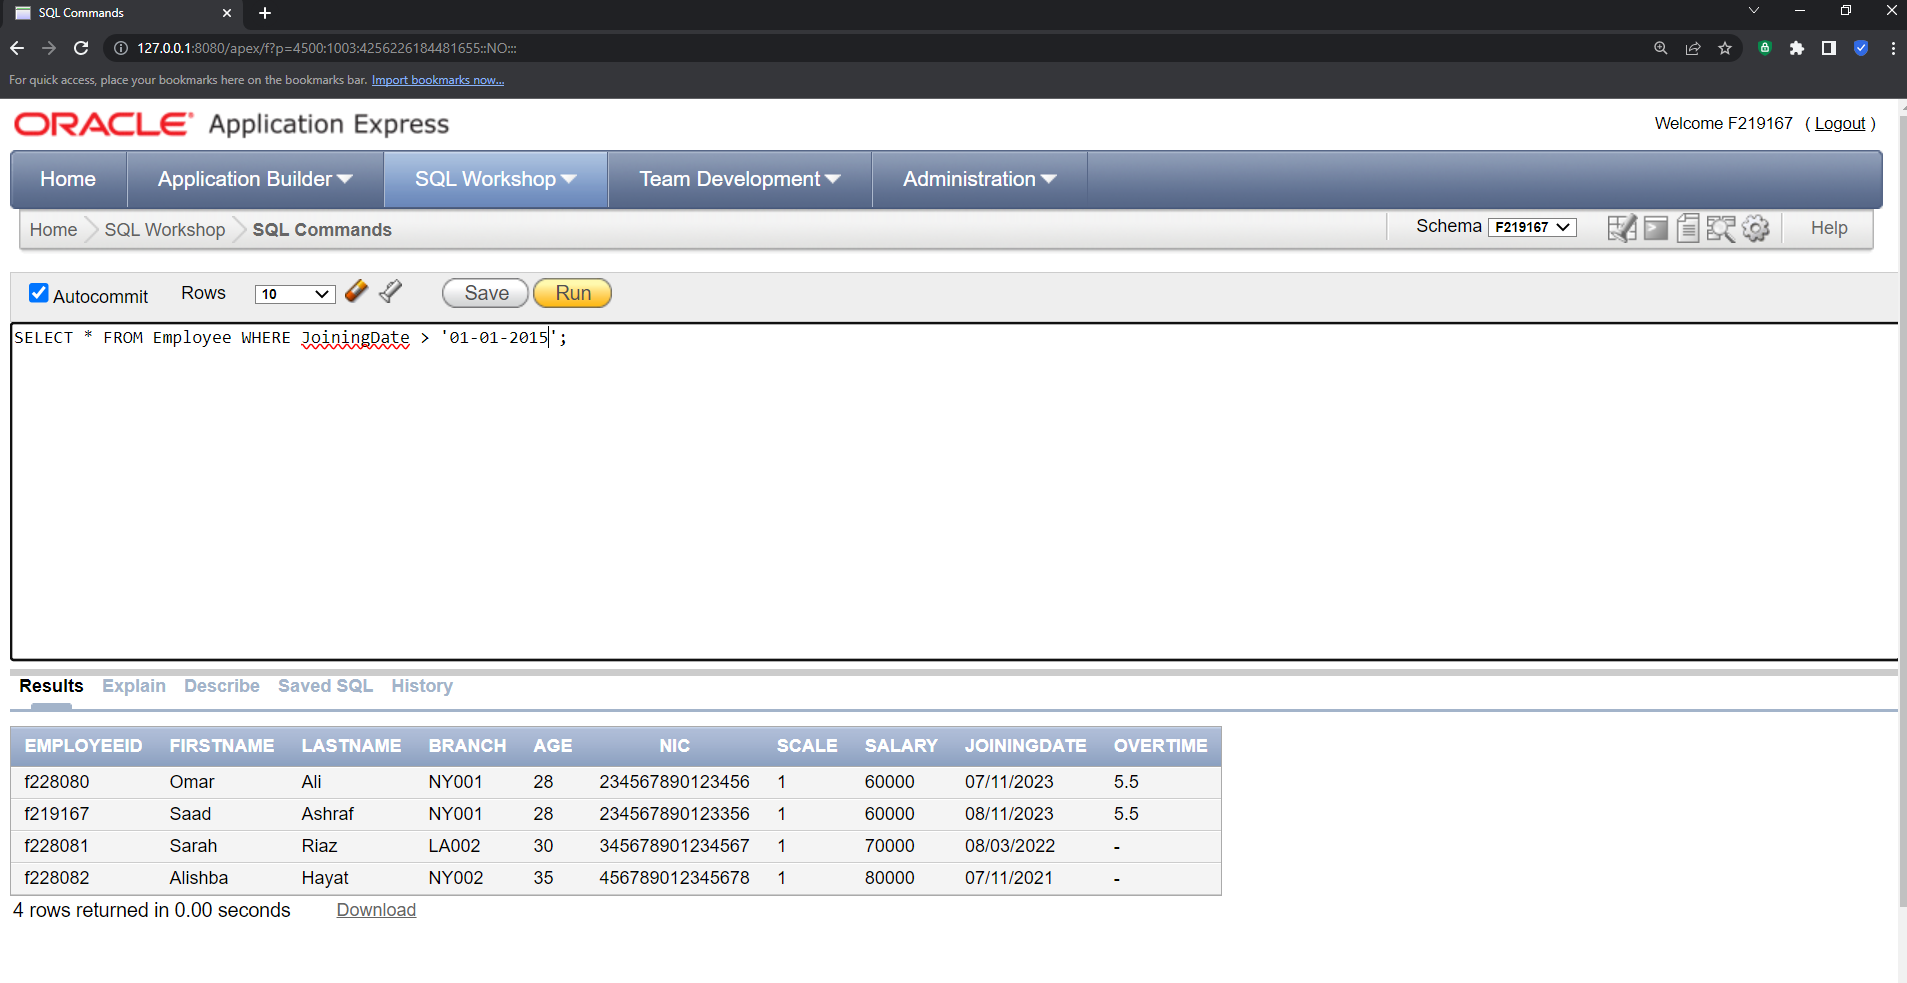 SQL Commands
127.0.0.1:8080/apex/f?p=4500:1003:4256226184481655::NO:::
For quick access, place your bookmarks here on the bookmarks bar. Import bookmarks now...
ORACLE® Application Express
Welcome F219167 ( Logout )
Home Application Builder SQL Workshop Team Development Administration
Home SQL Workshop SQL Commands Schema F219167 Help
Autocommit Rows 10 Save Run
SELECT * FROM Employee WHERE JoiningDate > '01-01-2015';
Results Explain Describe Saved SQL History
EMPLOYEEID FIRSTNAME LASTNAME BRANCH AGE NIC SCALE SALARY JOININGDATE OVERTIME
f228080 Omar Ali NY001 28 234567890123456 1 60000 07/11/2023 5.5
f219167 Saad Ashraf NY001 28 234567890123356 1 60000 08/11/2023 5.5
f228081 Sarah Riaz LA002 30 345678901234567 1 70000 08/03/2022 -
f228082 Alishba Hayat NY002 35 456789012345678 1 80000 07/11/2021 -
4 rows returned in 0.00 seconds Download